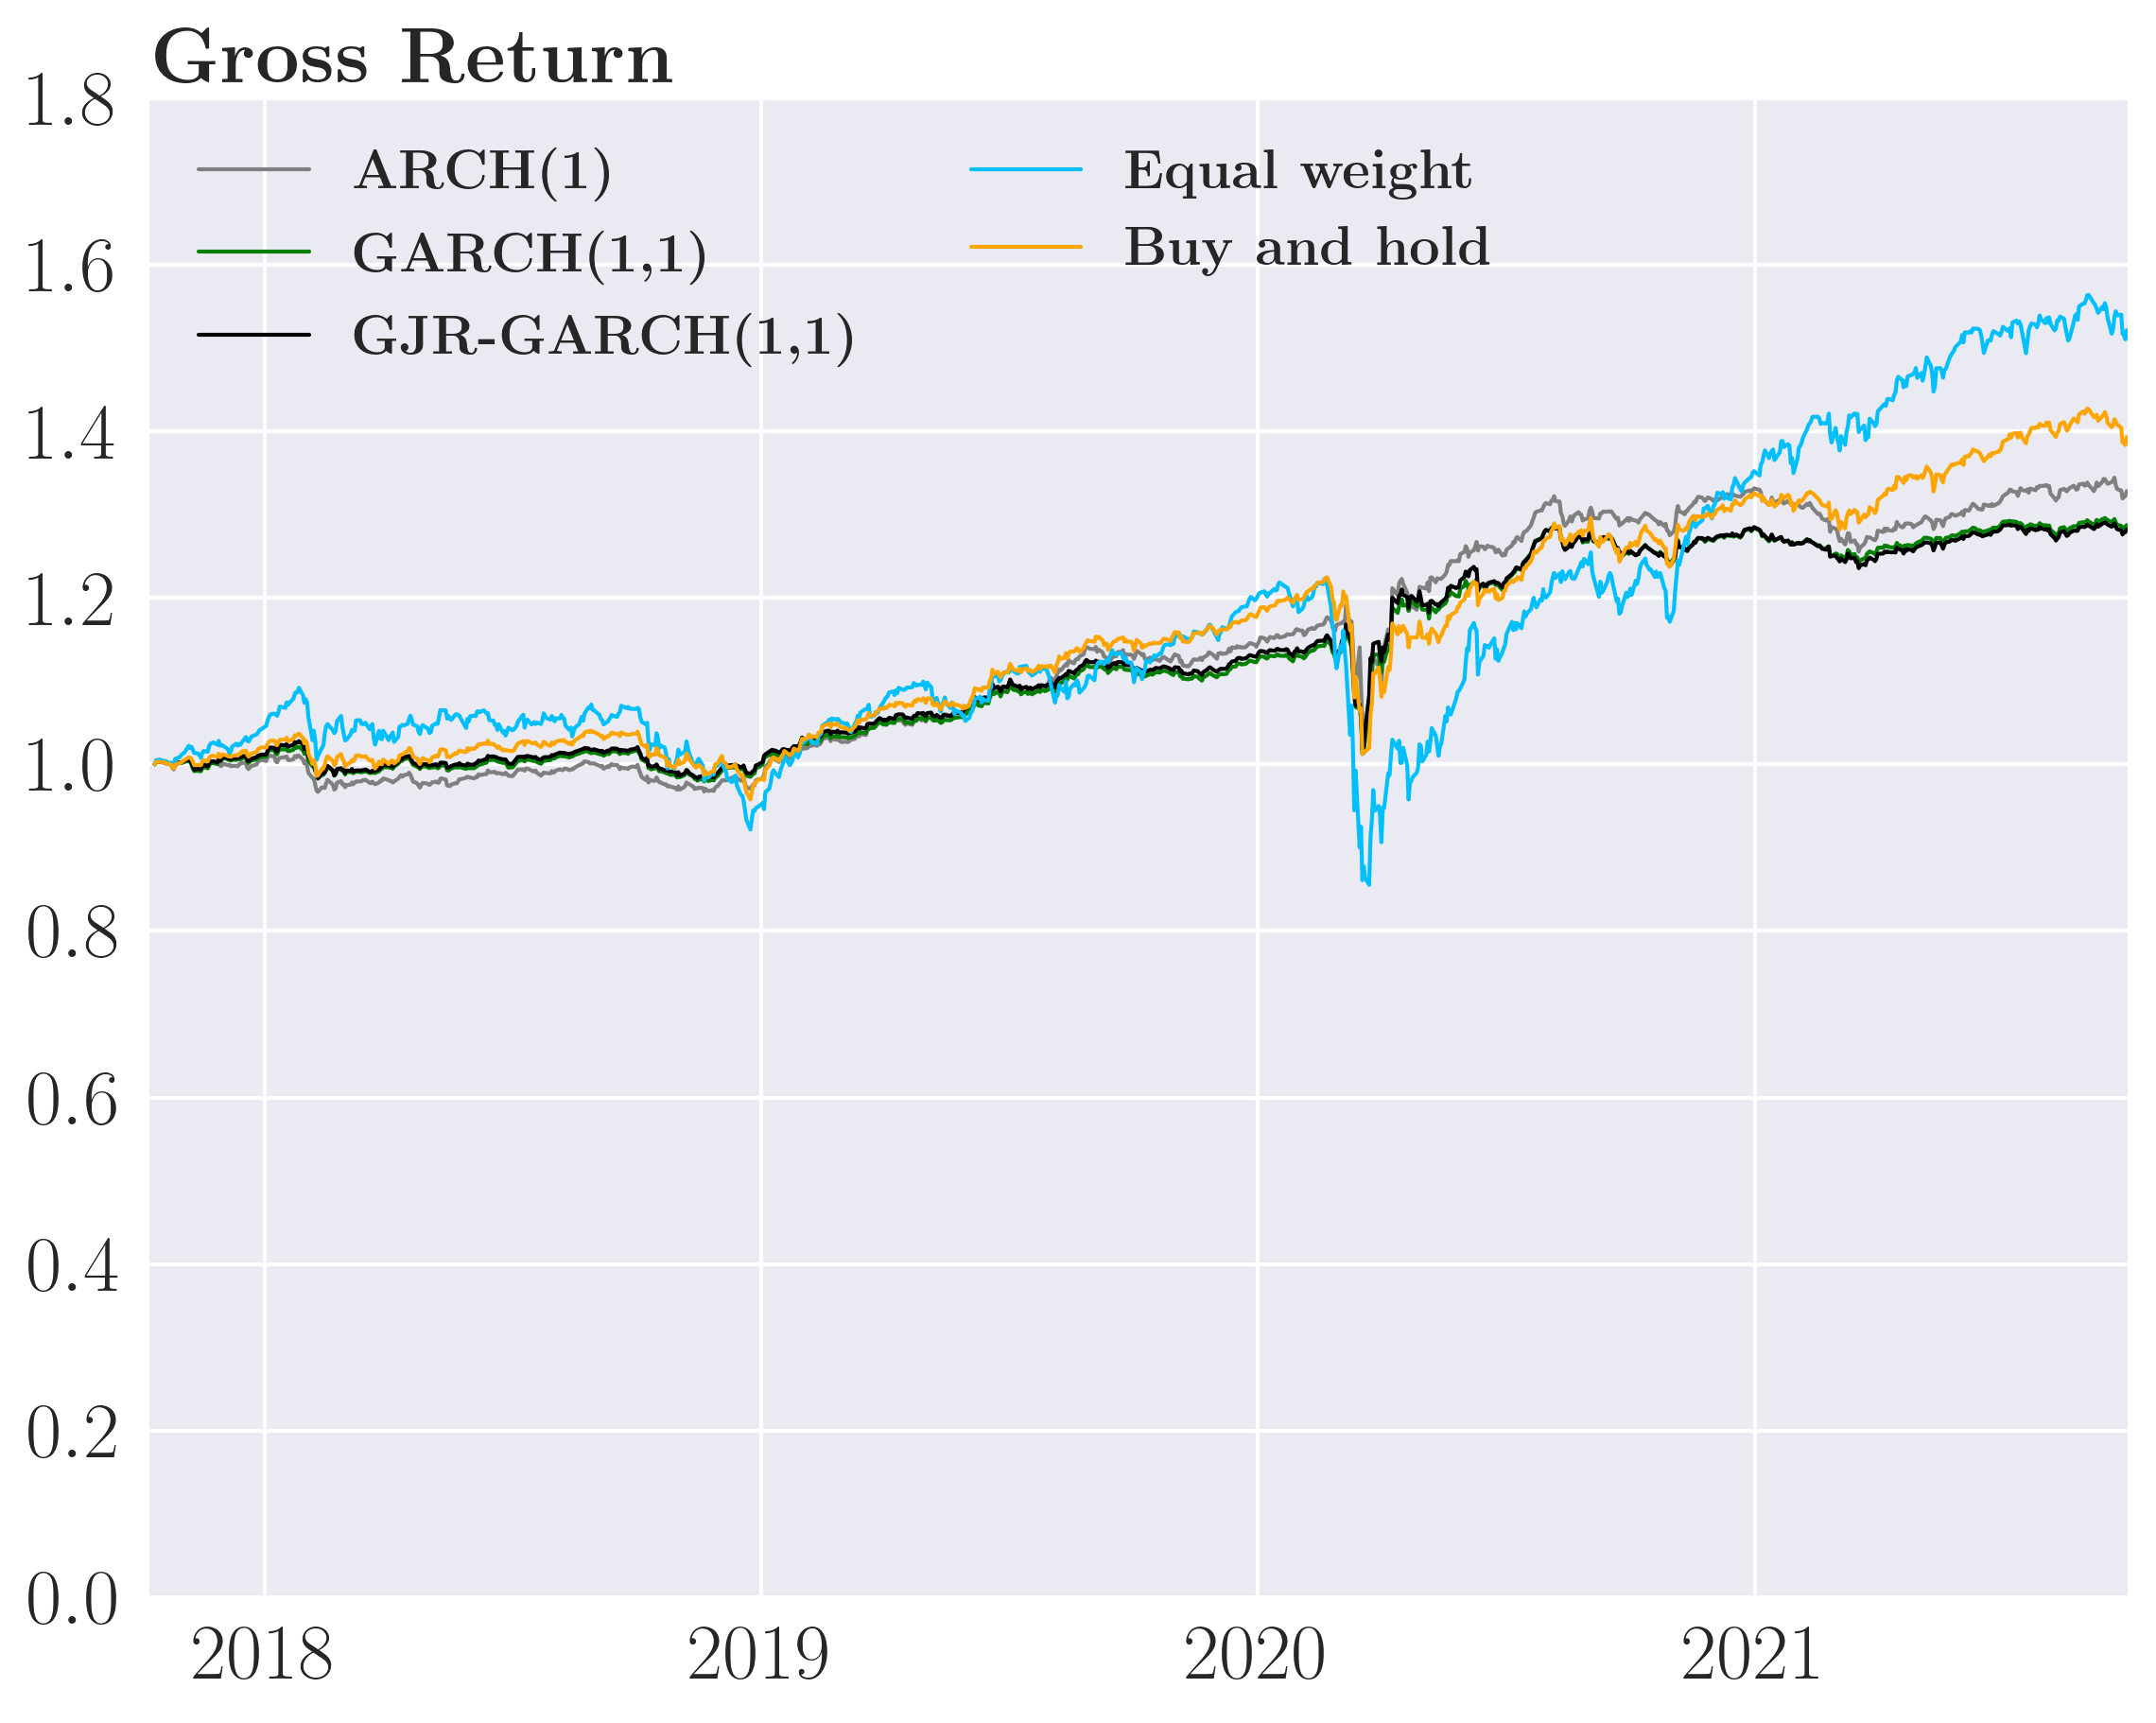 Gross Return
1.8
1.6
1.4
1.2
1.0
0.8
0.6
0.4
0.2
0.0
ARCH(1)
GARCH(1,1)
GJR-GARCH(1,1)
Equal weight
Buy and hold
2018 2019 2020 2021